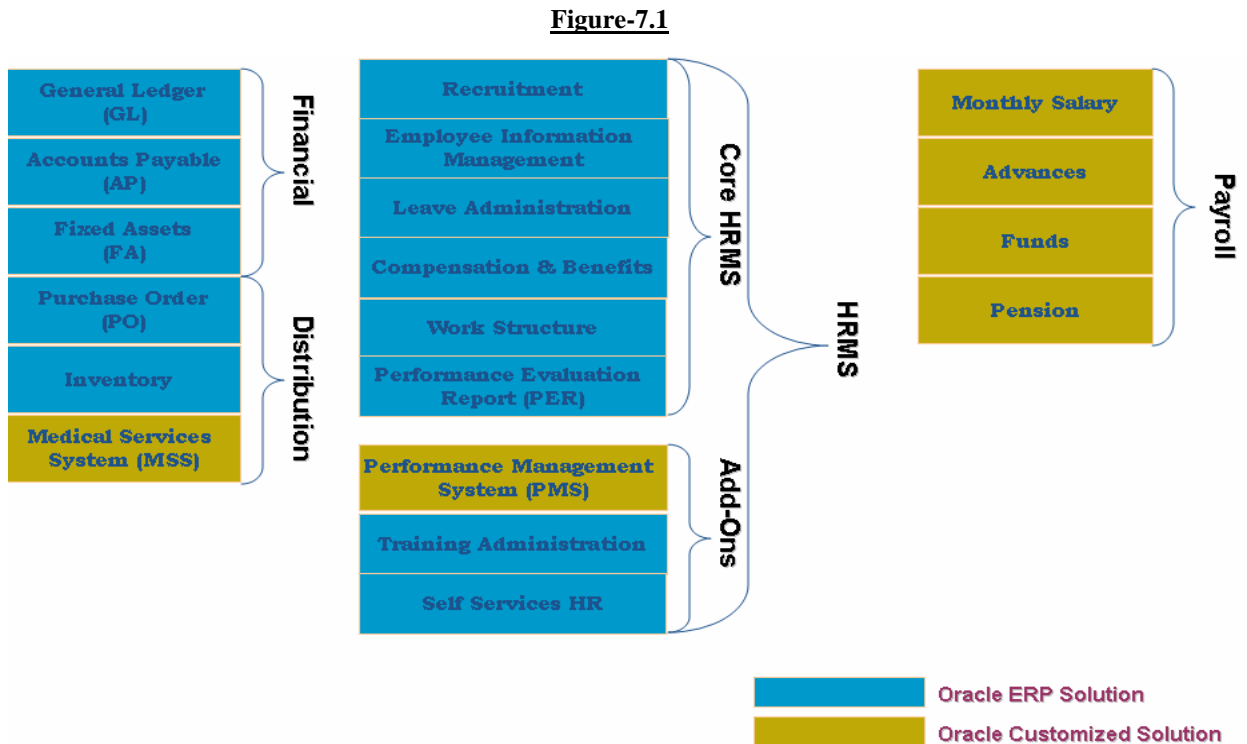 Figure-7.1
General Ledger
(GL)
Accounts Payable
(AP)
Fixed Assets
(FA)
Purchase Order
(PO)
Inventory
Medical Services
System (MSS)
Financial
Distribution
Recruitment
Employee Information
Management
Leave Administration
Compensation & Benefits
Work Structure
Performance Evaluation
Report (PER)
Performance Management
System (PMS)
Training Administration
Self Services HR
Core HRMS
Add-Ons
HRMS
Monthly Salary
Advances
Funds
Pension
Payroll
Oracle ERP Solution
Oracle Customized Solution